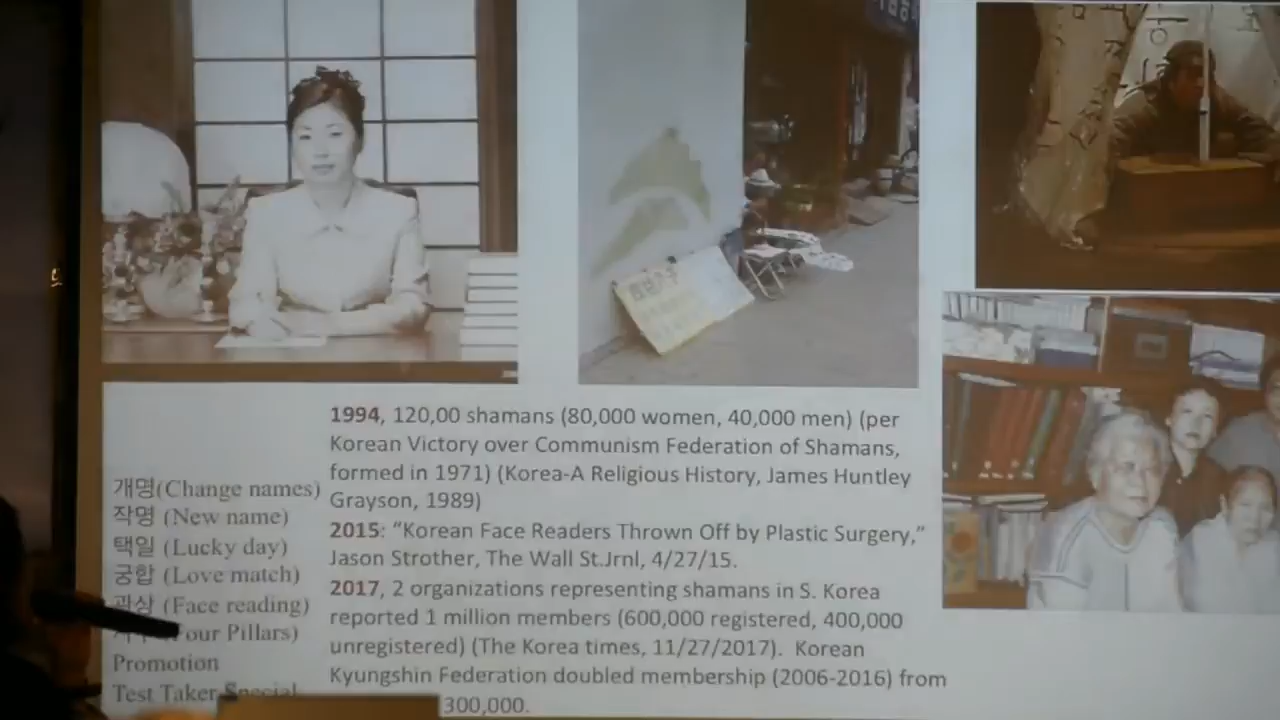 개명(Change names)
작명 (New name)
택일 (Lucky day)
궁합 (Love match)
관상 (Face reading)
Pillars)
Promotion
Test Taker Special
1994, 120,00 shamans (80,000 women, 40,000 men) (per
Korean Victory over Communism Federation of Shamans,
formed in 1971) (Korea-A Religious History, James Huntley
Grayson, 1989)
2015: “Korean Face Readers Thrown Off by Plastic Surgery,”
Jason Strother, The Wall St.Jrnl, 4/27/15.
2017, 2 organizations representing shamans in S. Korea
reported 1 million members (600,000 registered, 400,000
unregistered) (The Korea times, 11/27/2017). Korean
Kyungshin Federation doubled membership (2006-2016) from
300,000.